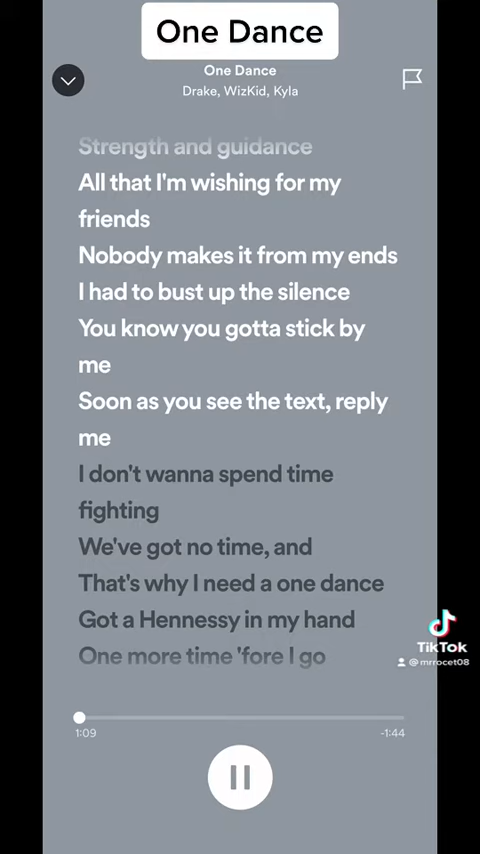 One Dance
One Dance
Drake, WizKid, Kyla
Strength and guidance
All that I'm wishing for my
friends
Nobody makes it from my ends
I had to bust up the silence
You know you gotta stick by
me
Soon as you see the text, reply
me
I don't wanna spend time
fighting
We've got no time, and
That's why I need a one dance
Got a Hennessy in my hand
One more time 'fore I go
TikTok
@mrrocet08
1:09
-1:44